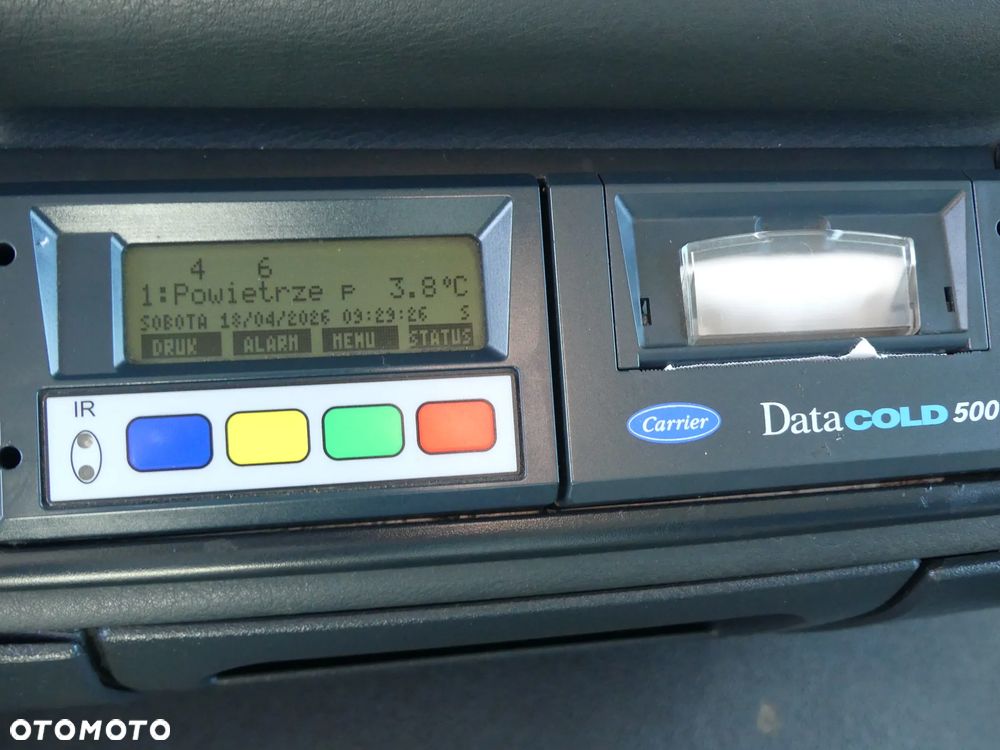 4 6
1:Powietrze P 3.8°C
SOBOTA 18/04/2026 09:29:26 S
DRUK ALARM MENU STATUS
IR
Carrier
DataCOLD 500
OTOMOTO